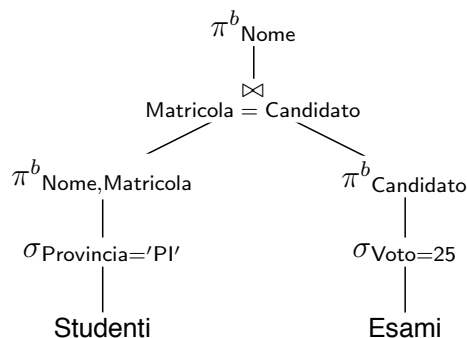 π^b Nome
⋈
Matricola = Candidato
π^b Nome,Matricola π^b Candidato
σ Provincia='PI' σ Voto=25
Studenti Esami